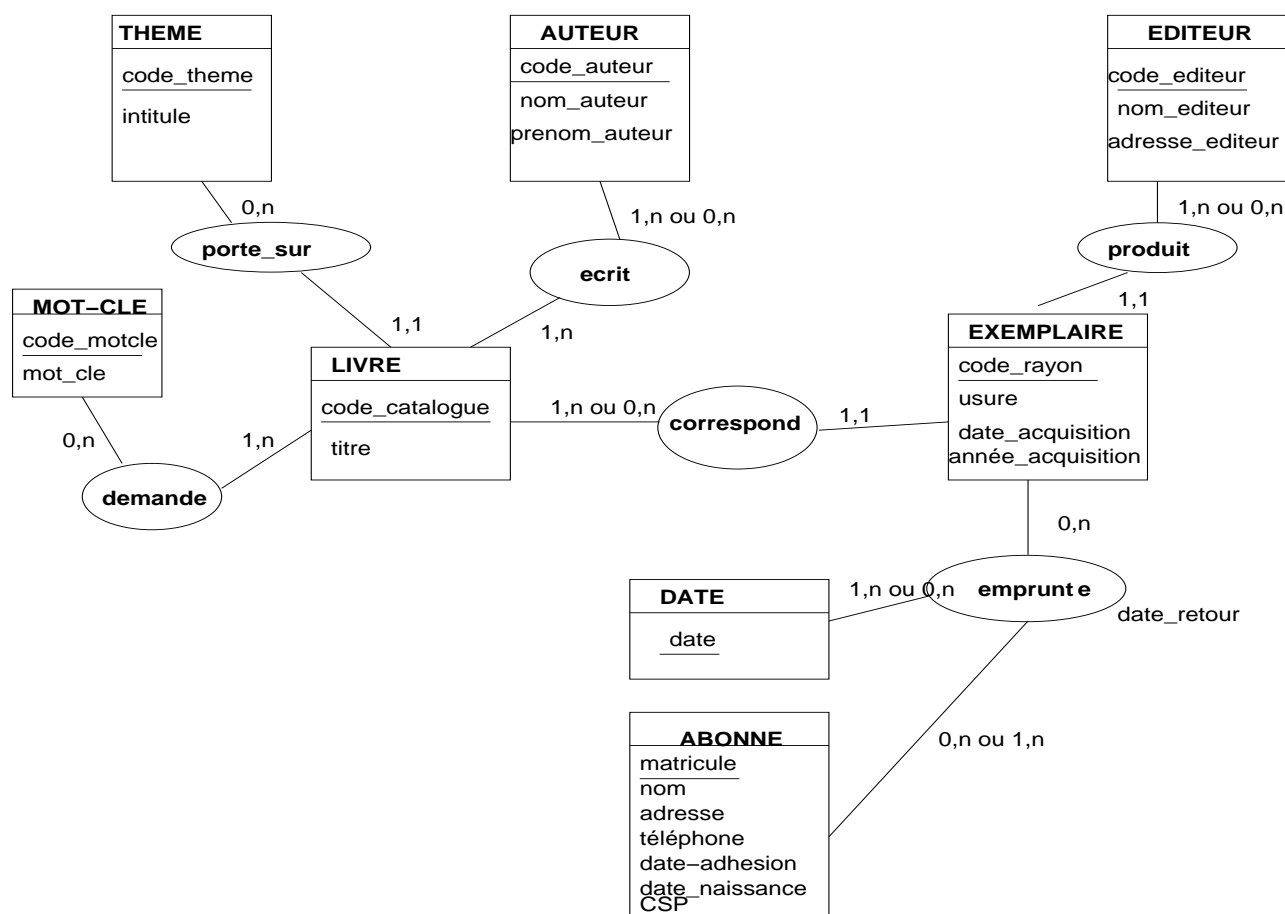 THEME
code_theme
intitule
AUTEUR
code_auteur
nom_auteur
prenom_auteur
EDITEUR
code_editeur
nom_editeur
adresse_editeur
0,n
1,n ou 0,n
1,n ou 0,n
porte_sur
ecrit
produit
MOT–CLE
code_motcle
mot_cle
1,1
1,n
1,1
LIVRE
code_catalogue
titre
EXEMPLAIRE
code_rayon
usure
date_acquisition
année_acquisition
1,n ou 0,n
correspond
1,1
0,n
1,n
demande
0,n
DATE
date
1,n ou 0,n
emprunte
date_retour
ABONNE
matricule
nom
adresse
téléphone
date–adhesion
date_naissance
CSP
0,n ou 1,n